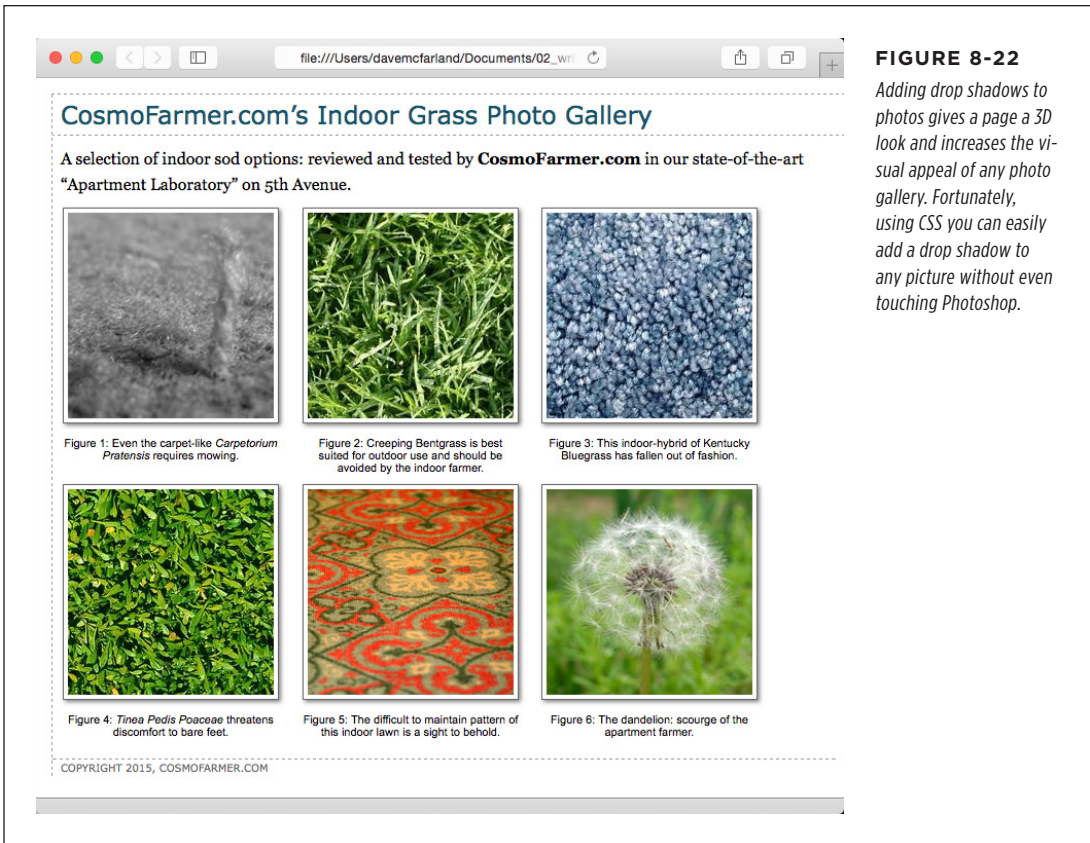 file:///Users/davemcfarland/Documents/02_wri
CosmoFarmer.com’s Indoor Grass Photo Gallery
A selection of indoor sod options: reviewed and tested by CosmoFarmer.com in our state-of-the-art
“Apartment Laboratory” on 5th Avenue.
Figure 1: Even the carpet-like Carpetorium
Pratensis requires mowing.
Figure 2: Creeping Bentgrass is best
suited for outdoor use and should be
avoided by the indoor farmer.
Figure 3: This indoor-hybrid of Kentucky
Bluegrass has fallen out of fashion.
Figure 4: Tinea Pedis Poaceae threatens
discomfort to bare feet.
Figure 5: The difficult to maintain pattern of
this indoor lawn is a sight to behold.
Figure 6: The dandelion: scourge of the
apartment farmer.
COPYRIGHT 2015, COSMOFARMER.COM
FIGURE 8-22
Adding drop shadows to
photos gives a page a 3D
look and increases the vi-
sual appeal of any photo
gallery. Fortunately,
using CSS you can easily
add a drop shadow to
any picture without even
touching Photoshop.